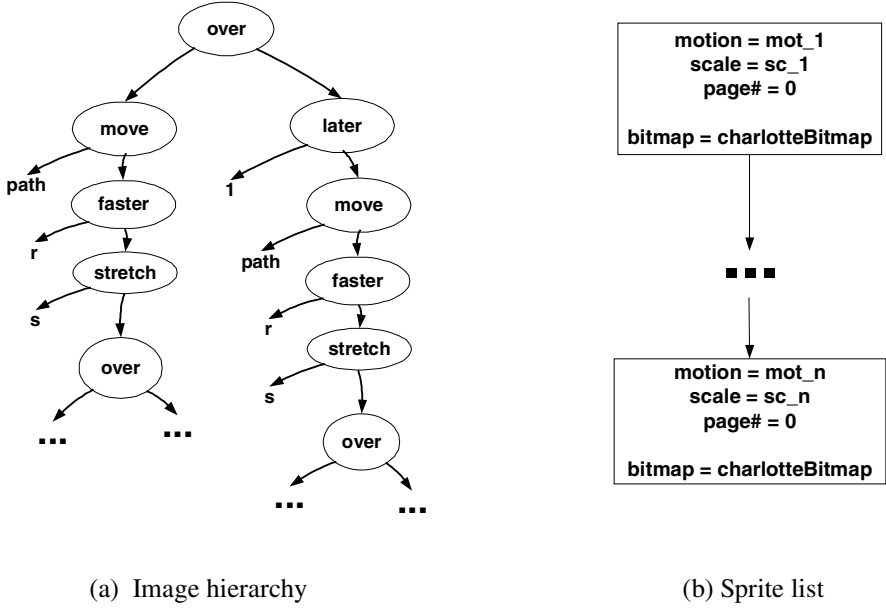 over
move
later
path
faster
1
move
r
stretch
path
faster
s
r
stretch
over
s
...
...
over
...
...
(a) Image hierarchy
motion = mot_1
scale = sc_1
page# = 0
bitmap = charlotteBitmap
...
motion = mot_n
scale = sc_n
page# = 0
bitmap = charlotteBitmap
(b) Sprite list